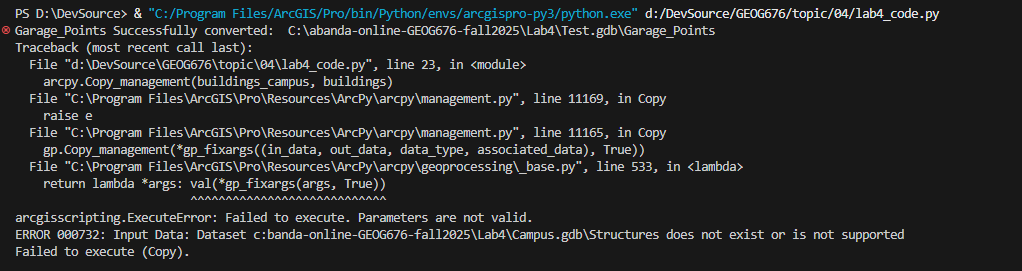 PS D:\DevSource> & "C:/Program Files/ArcGIS/Pro/bin/Python/envs/arcgispro-py3/python.exe" d:/DevSource/GEOG676/topic/04/lab4_code.py
Garage_Points Successfully converted:  C:\abanda-online-GEOG676-fall2025\Lab4\Test.gdb\Garage_Points
Traceback (most recent call last):
  File "d:\DevSource\GEOG676\topic\04\lab4_code.py", line 23, in <module>
    arcpy.Copy_management(buildings_campus, buildings)
  File "C:\Program Files\ArcGIS\Pro\Resources\ArcPy\arcpy\management.py", line 11169, in Copy
    raise e
  File "C:\Program Files\ArcGIS\Pro\Resources\ArcPy\arcpy\management.py", line 11165, in Copy
    gp.Copy_management(*gp_fixargs((in_data, out_data, data_type, associated_data), True))
  File "C:\Program Files\ArcGIS\Pro\Resources\ArcPy\arcpy\geoprocessing\_base.py", line 533, in <lambda>
    return lambda *args: val(*gp_fixargs(args, True))
                         ^^^^^^^^^^^^^^^^^^^^^^^^^^^^
arcgisscripting.ExecuteError: Failed to execute. Parameters are not valid.
ERROR 000732: Input Data: Dataset c:banda-online-GEOG676-fall2025\Lab4\Campus.gdb\Structures does not exist or is not supported
Failed to execute (Copy).